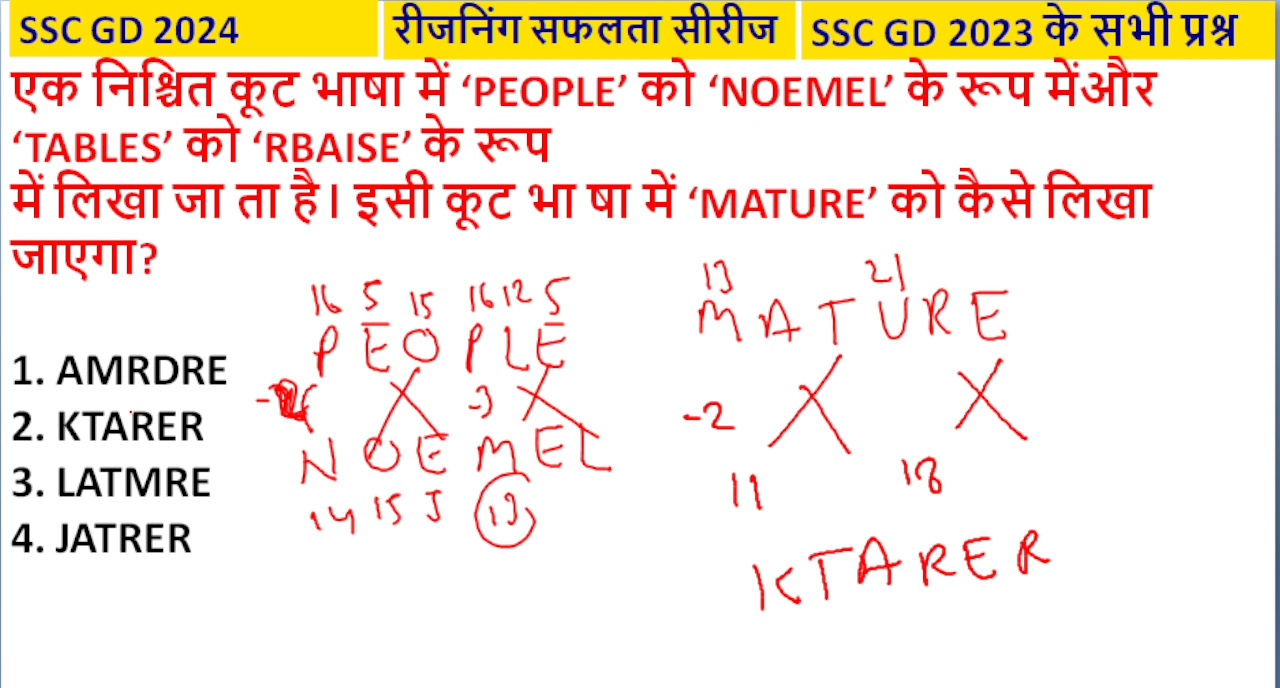 SSC GD 2024 रीजनिंग सफलता सीरीज SSC GD 2023 के सभी प्रश्न
एक निश्चित कूट भाषा में ‘PEOPLE’ को ‘NOEMEL’ के रूप मेंऔर
‘TABLES’ को ‘RBAISE’ के रूप
में लिखा जा ता है। इसी कूट भा षा में ‘MATURE’ को कैसे लिखा
जाएगा?
16 5 15 16 12 5
PEOPLE
-3
NOEMEL
14 15 5 13
13 21
MATURE
-2
11 18
KTARER
1. AMRDRE
2. KTARER
3. LATMRE
4. JATRER